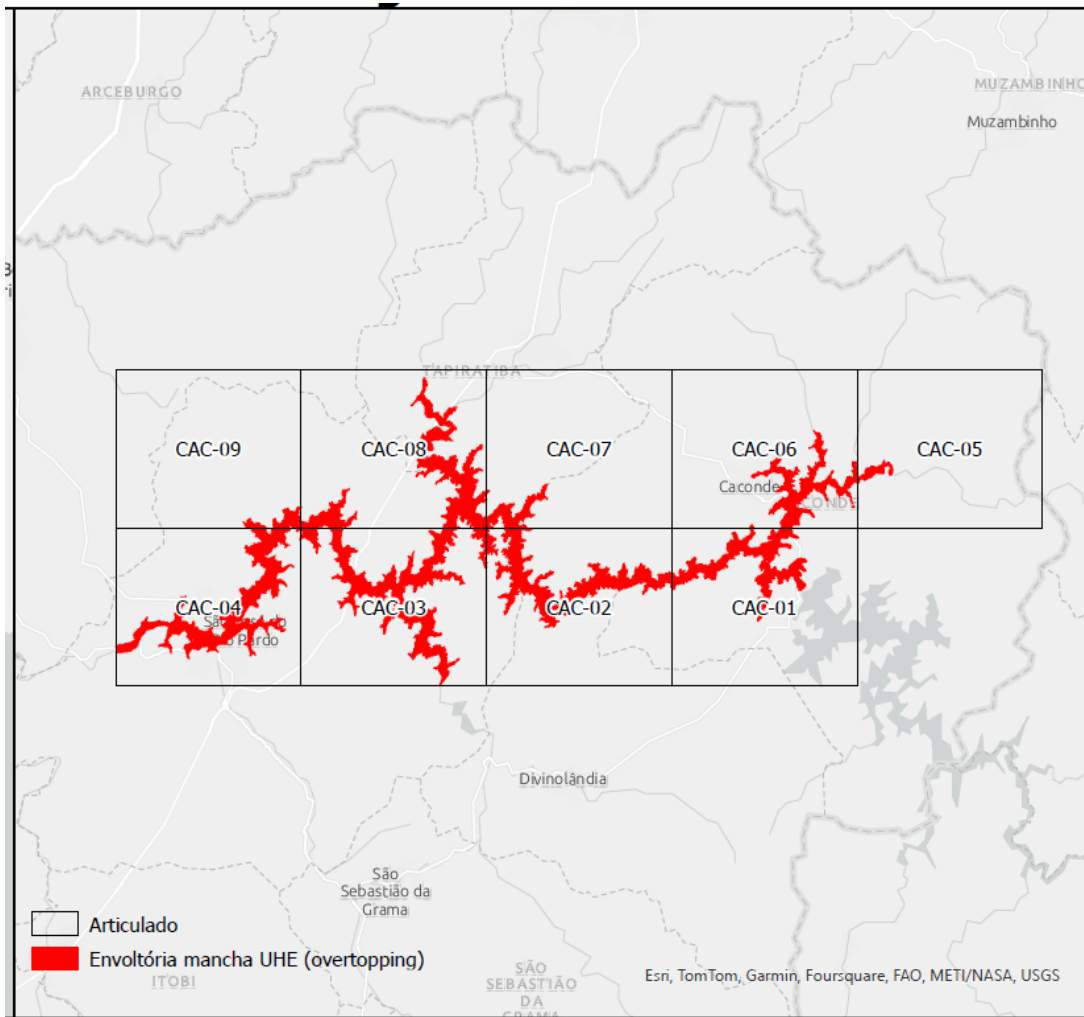 ARCEBURGO
MUZAMBINHO
Muzambinho
TAPIRATIBA
CAC-09
CAC-08
CAC-07
CAC-06
CAC-05
Caconde
CAC-04
CAC-03
CAC-02
CAC-01
Pardo
Divinolândia
São
Sebastião da
Grama
Articulado
Envoltória mancha UHE (overtopping)
ITOBI
SÃO
SEBASTIÃO
DA
GRAMA
Esri, TomTom, Garmin, Foursquare, FAO, METI/NASA, USGS